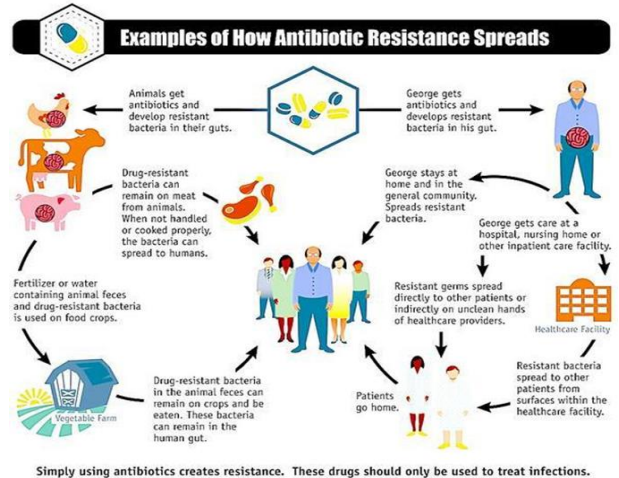 Examples of How Antibiotic Resistance Spreads
Animals get
antibiotics and
develop resistant
bacteria in their guts.
George gets
antibiotics and
develops resistant
bacteria in his gut.
Drug-resistant
bacteria can
remain on meat
from animals.
When not handled
or cooked properly,
the bacteria can
spread to humans.
George stays at
home and in the
general community.
Spreads resistant
bacteria.
George gets care at a
hospital, nursing home or
other inpatient care facility.
Fertilizer or water
containing animal feces
and drug-resistant bacteria
is used on food crops.
Resistant germs spread
directly to other patients or
indirectly on unclean hands
of healthcare providers.
Healthcare Facility
Vegetable Farm
Drug-resistant bacteria
in the animal feces can
remain on crops and be
eaten. These bacteria
can remain in the
human gut.
Patients
go home.
Resistant bacteria
spread to other
patients from
surfaces within the
healthcare facility.
Simply using antibiotics creates resistance. These drugs should only be used to treat infections.